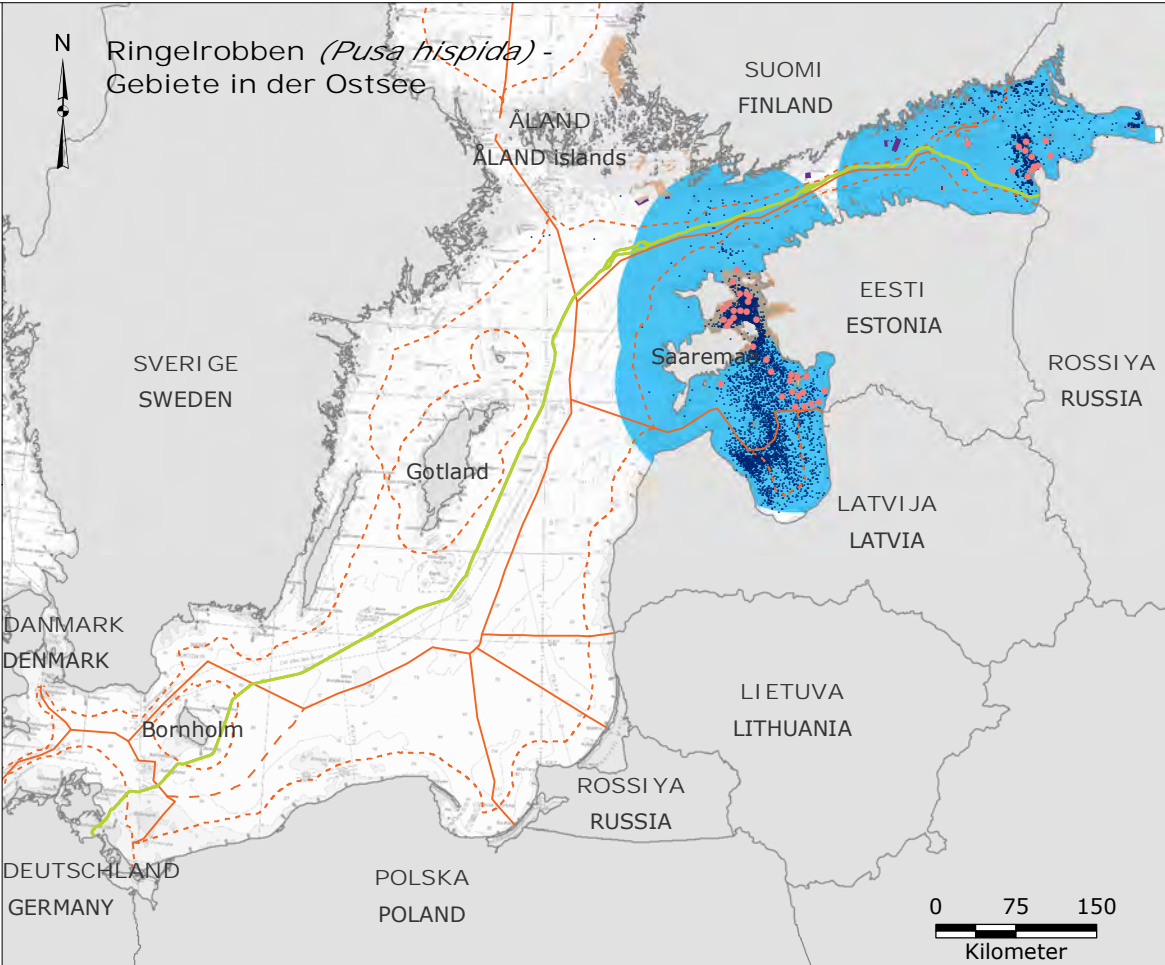 N
Ringelrobben (Pusa hispida) -
Gebiete in der Ostsee
SUOMI
FINLAND
ÅLAND
ÅLAND islands
EESTI
ESTONIA
ROSSIYA
RUSSIA
Saaremaa
SVERIGE
SWEDEN
Gotland
LATVIJA
LATVIA
DANMARK
DENMARK
LIETUVA
LITHUANIA
Bornholm
ROSSIYA
RUSSIA
DEUTSCHLAND
GERMANY
POLSKA
POLAND
0 75 150
Kilometer